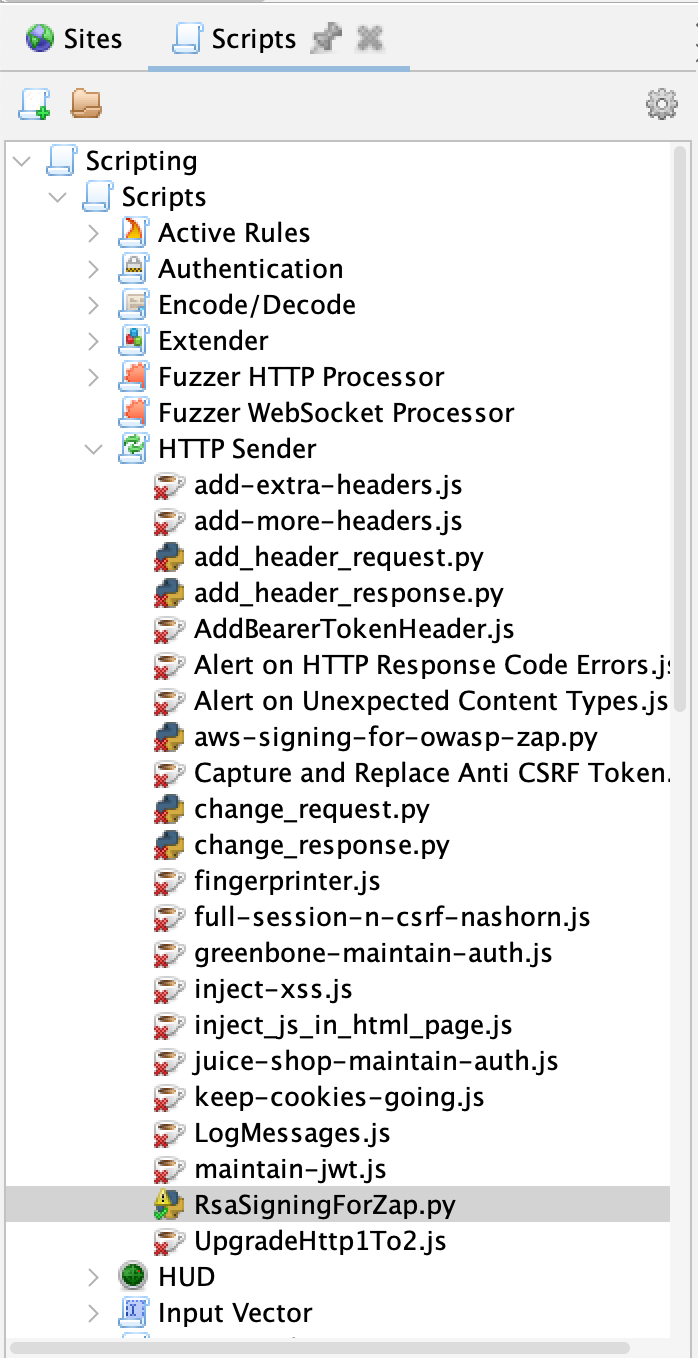 Sites
Scripts
Scripting
Scripts
Active Rules
Authentication
Encode/Decode
Extender
Fuzzer HTTP Processor
Fuzzer WebSocket Processor
HTTP Sender
add-extra-headers.js
add-more-headers.js
add_header_request.py
add_header_response.py
AddBearerTokenHeader.js
Alert on HTTP Response Code Errors.js
Alert on Unexpected Content Types.js
aws-signing-for-owasp-zap.py
Capture and Replace Anti CSRF Token.
change_request.py
change_response.py
fingerprinter.js
full-session-n-csrf-nashorn.js
greenbone-maintain-auth.js
inject-xss.js
inject_js_in_html_page.js
juice-shop-maintain-auth.js
keep-cookies-going.js
LogMessages.js
maintain-jwt.js
RsaSigningForZap.py
UpgradeHttp1To2.js
HUD
Input Vector